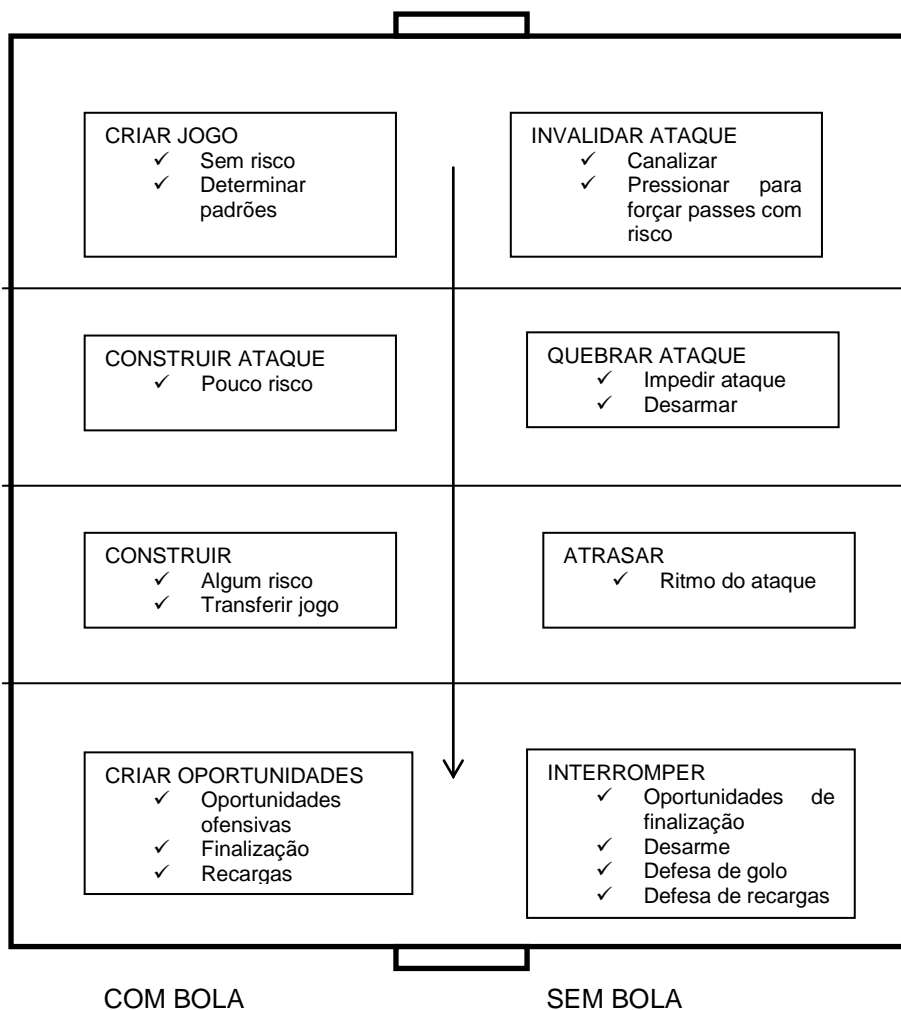 CRIAR JOGO
✓ Sem risco
✓ Determinar
padrões
INVALIDAR ATAQUE
✓ Canalizar
✓ Pressionar para
forçar passes com
risco
CONSTRUIR ATAQUE
✓ Pouco risco
QUEBRAR ATAQUE
✓ Impedir ataque
✓ Desarmar
CONSTRUIR
✓ Algum risco
✓ Transferir jogo
ATRASAR
✓ Ritmo do ataque
CRIAR OPORTUNIDADES
✓ Oportunidades
ofensivas
✓ Finalização
✓ Recargas
INTERROMPER
✓ Oportunidades de
finalização
✓ Desarme
✓ Defesa de golo
✓ Defesa de recargas
COM BOLA
SEM BOLA